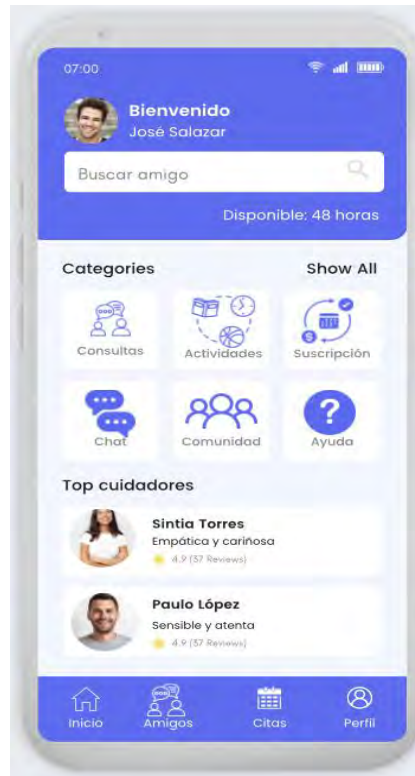 07:00
Bienvenido
José Salazar
Buscar amigo
Disponible: 48 horas
Categories Show All
Consultas Actividades Suscripción
Chat Comunidad Ayuda
Top cuidadores
Sintia Torres
Empática y cariñosa
4.9 (37 Reviews)
Paulo López
Sensible y atenta
4.9 (37 Reviews)
Inicio Amigos Citas Perfil